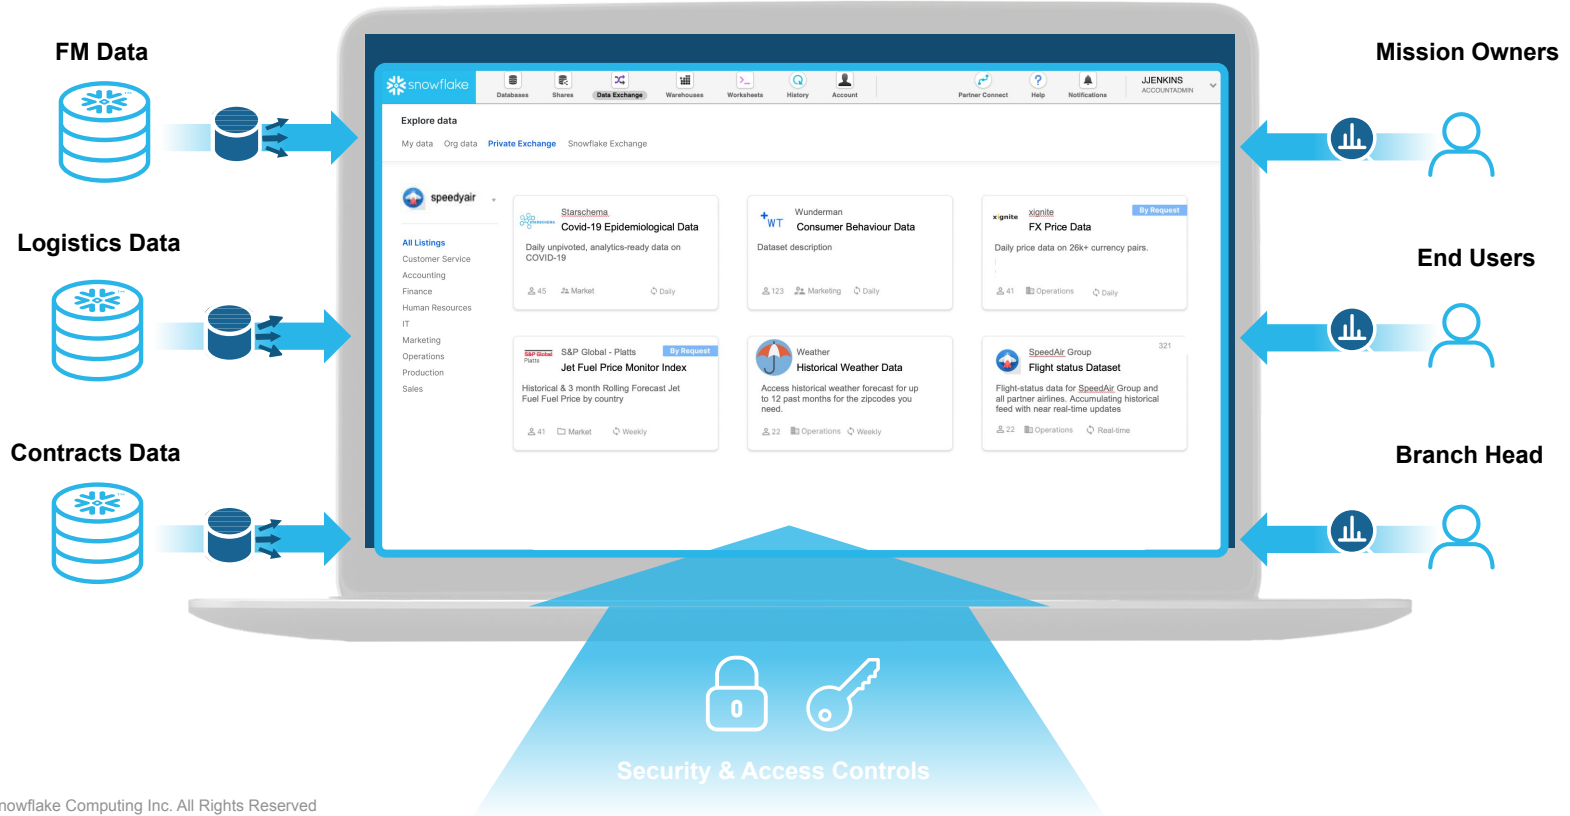 FM Data
Logistics Data
Contracts Data
snowflake
Databases
Shares
Data Exchange
Warehouses
Worksheets
History
Account
Partner Connect
Help
Notifications
JJENKINS
ACCOUNTADMIN
Explore data
My data
Org data
Private Exchange
Snowflake Exchange
speedyair
All Listings
Customer Service
Accounting
Finance
Human Resources
IT
Marketing
Operations
Production
Sales
Starschema
Covid-19 Epidemiological Data
Daily unpivoted, analytics-ready data on
COVID-19
45
Market
Daily
WT
Wunderman
Consumer Behaviour Data
Dataset description
123
Marketing
Daily
xignite
xignite
By Request
FX Price Data
Daily price data on 26k+ currency pairs.
41
Operations
Daily
S&P Global
Platts
S&P Global - Platts
By Request
Jet Fuel Price Monitor Index
Historical & 3 month Rolling Forecast Jet
Fuel Fuel Price by country
41
Market
Weekly
Weather
Historical Weather Data
Access historical weather forecast for up
to 12 past months for the zipcodes you
need.
22
Operations
Weekly
SpeedAir Group
321
Flight status Dataset
Flight-status data for SpeedAir Group and
all partner airlines. Accumulating historical
feed with near real-time updates
22
Operations
Real-time
Mission Owners
End Users
Branch Head
Security & Access Controls
nowflake Computing Inc. All Rights Reserved